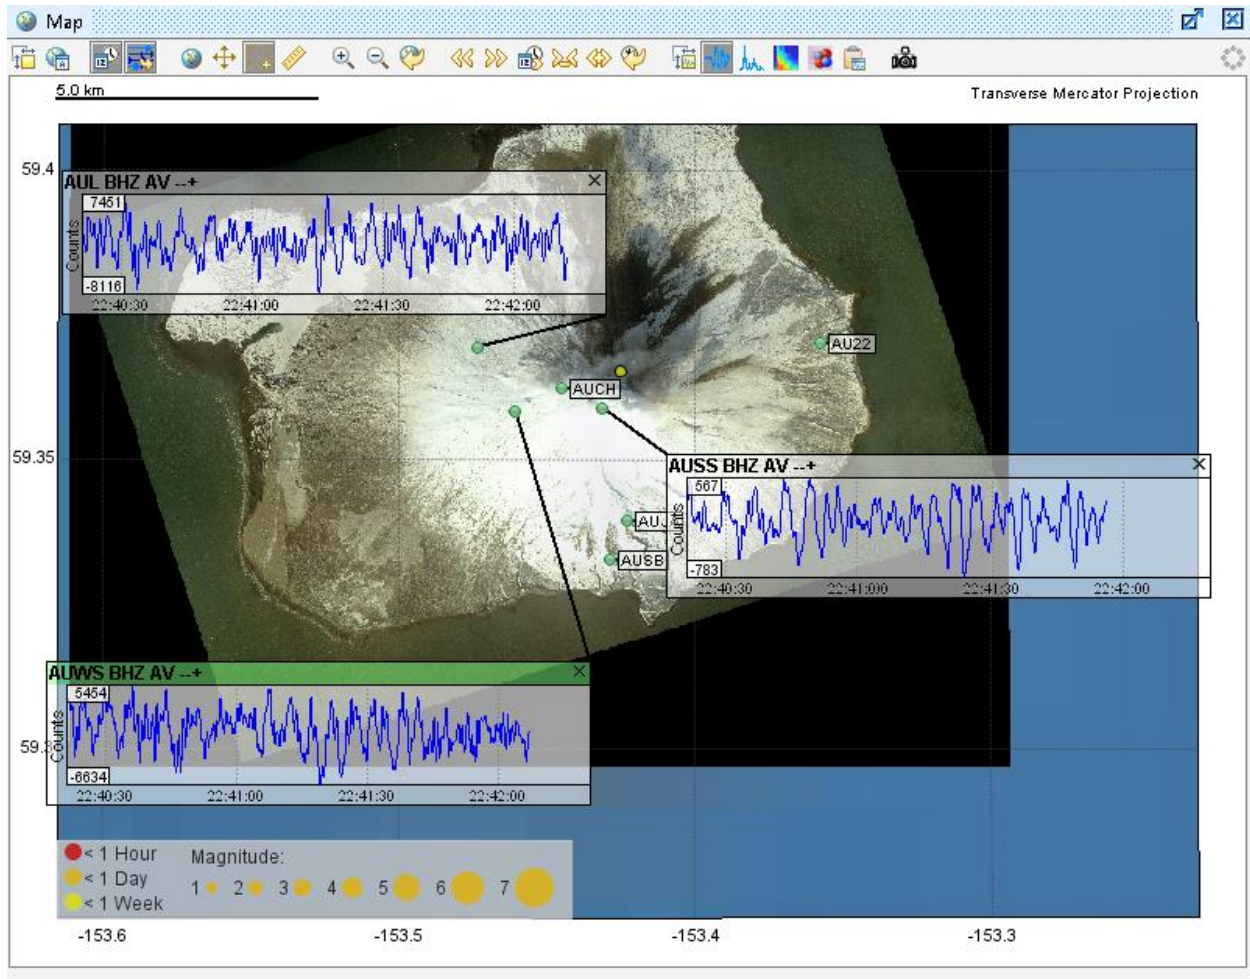 Map
5.0 km
Transverse Mercator Projection
59.4
AUL BHZ AV --+
7451
Counts
-8116
22:40:30 22:41:00 22:41:30 22:42:00
AU22
AUCH
59.35
AUSS BHZ AV --+
567
Counts
-783
22:40:30 22:41:00 22:41:30 22:42:00
AUSB
AUWS BHZ AV --+
5454
Counts
-6634
22:40:30 22:41:00 22:41:30 22:42:00
< 1 Hour
< 1 Day
< 1 Week
Magnitude:
1 2 3 4 5 6 7
-153.6 -153.5 -153.4 -153.3